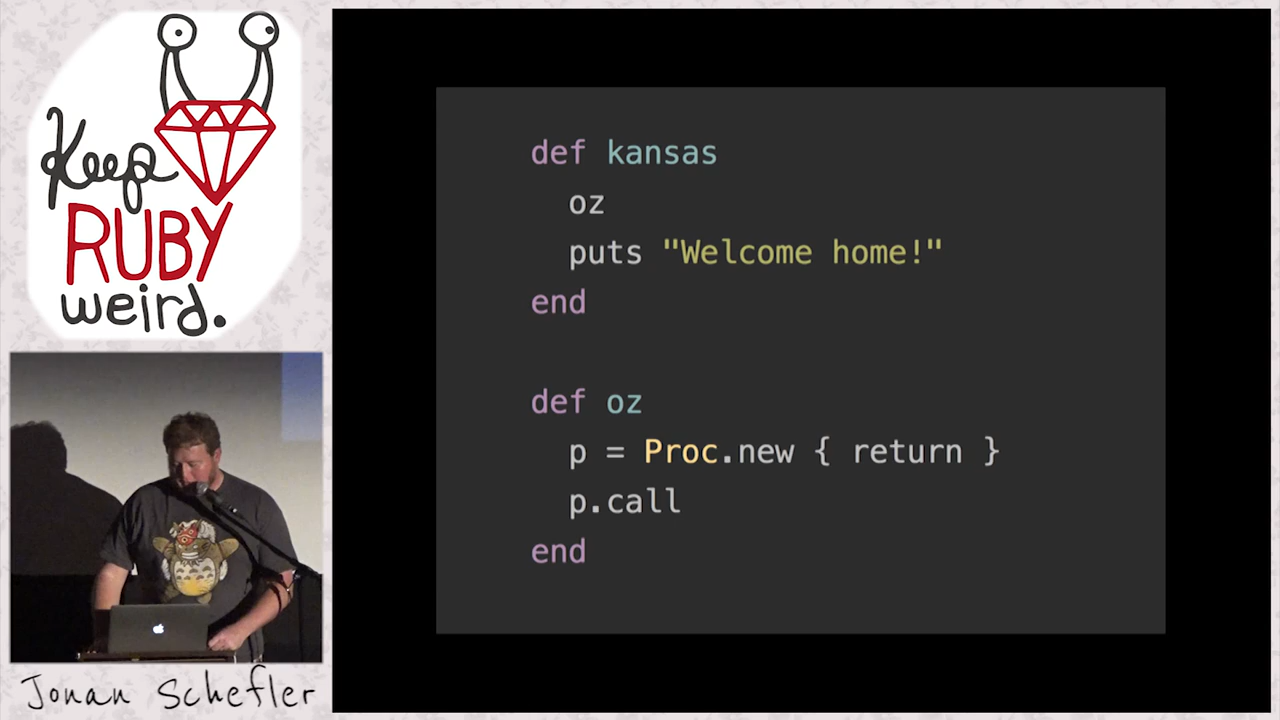 Keep
RUBY
weird.
Jonan Schefler
def kansas
  oz
  puts "Welcome home!"
end
def oz
  p = Proc.new { return }
  p.call
end